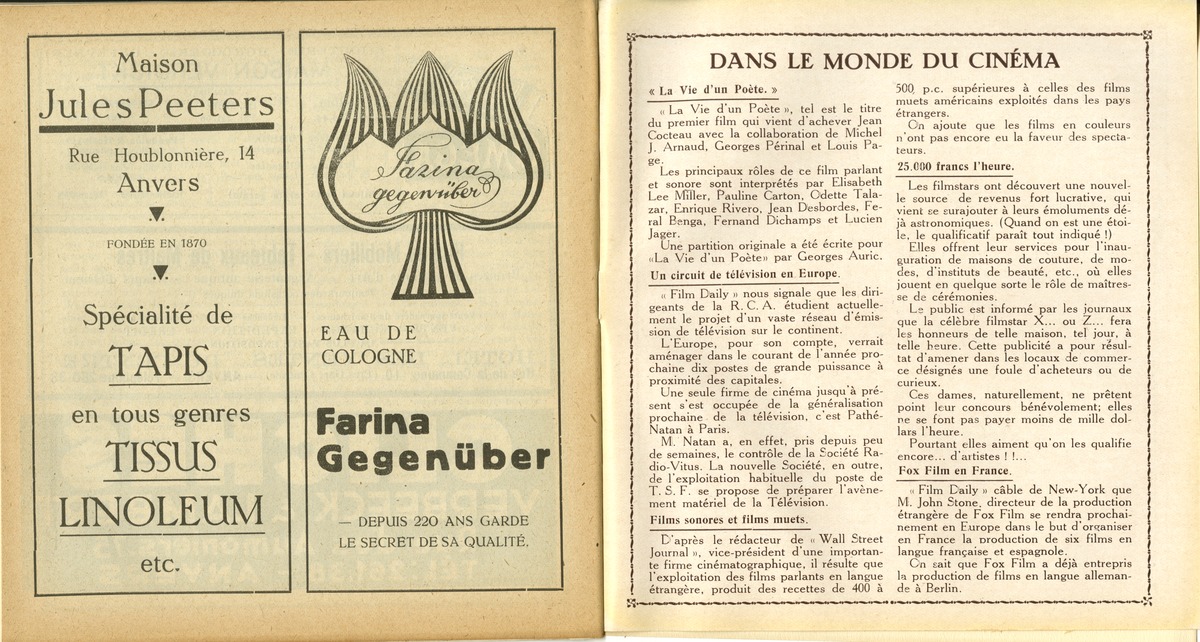 Maison
Jules Peeters
Rue Houblonnière, 14
Anvers
FONDÉE EN 1870
Spécialité de
TAPIS
en tous genres
TISSUS
LINOLEUM
etc.
Farina
gegenüber
EAU DE
COLOGNE
Farina
Gegenüber
— DEPUIS 220 ANS GARDE
LE SECRET DE SA QUALITÉ.
DANS LE MONDE DU CINÉMA
« La Vie d'un Poète. »
« La Vie d'un Poète », tel est le titre
du premier film qui vient d'achever Jean
Cocteau avec la collaboration de Michel
J. Arnaud, Georges Périnal et Louis Pa-
ge.
Les principaux rôles de ce film parlant
et sonore sont interprétés par Elisabeth
Lee Miller, Pauline Carton, Odette Tala-
zar, Enrique Rivero, Jean Desbordes, Fe-
ral Benga, Fernand Dichamps et Lucien
Jager.
Une partition originale a été écrite pour
«La Vie d'un Poète» par Georges Auric.
Un circuit de télévision en Europe.
« Film Daily » nous signale que les diri-
geants de la R. C. A. étudient actuelle-
ment le projet d'un vaste réseau d'émis-
sion de télévision sur le continent.
L'Europe, pour son compte, verrait
aménager dans le courant de l'année pro-
chaine dix postes de grande puissance à
proximité des capitales.
Une seule firme de cinéma jusqu'à pré-
sent s'est occupée de la généralisation
prochaine de la télévision, c'est Pathé-
Natan à Paris.
M. Natan a, en effet, pris depuis peu
de semaines, le contrôle de la Société Ra-
dio-Vitus. La nouvelle Société, en outre,
de l'exploitation habituelle du poste de
T. S. F. se propose de préparer l'avène-
ment matériel de la Télévision.
Films sonores et films muets.
D'après le rédacteur de « Wall Street
Journal », vice-président d'une importan-
te firme cinématographique, il résulte que
l'exploitation des films parlants en langue
étrangère, produit des recettes de 400 à
500 p.c. supérieures à celles des films
muets américains exploités dans les pays
étrangers.
On ajoute que les films en couleurs
n'ont pas encore eu la faveur des specta-
teurs.
25.000 francs l'heure.
Les filmstars ont découvert une nouvel-
le source de revenus fort lucrative, qui
vient se surajouter à leurs émoluments dé-
jà astronomiques. (Quand on est une étoi-
le, le qualificatif paraît tout indiqué !)
Elles offrent leur services pour l'inau-
guration de maisons de couture, de mo-
des, d'instituts de beauté, etc., où elles
jouent en quelque sorte le rôle de maîtres-
se de cérémonies.
Le public est informé par les journaux
que la célèbre filmstar X... ou Z... fera
les honneurs de telle maison, tel jour, à
telle heure. Cette publicité a pour résul-
tat d'amener dans les locaux de commer-
ce désignés une foule d'acheteurs ou de
curieux.
Ces dames, naturellement, ne prêtent
point leur concours bénévolement; elles
ne se font pas payer moins de mille dol-
lars l'heure.
Pourtant elles aiment qu'on les qualifie
encore... d'artistes ! !...
Fox Film en France.
« Film Daily » câble de New-York que
M. John Stone, directeur de la production
étrangère de Fox Film se rendra prochai-
nement en Europe dans le but d'organiser
en France la production de six films en
langue française et espagnole.
On sait que Fox Film a déjà entrepris
la production de films en langue alleman-
de à Berlin.